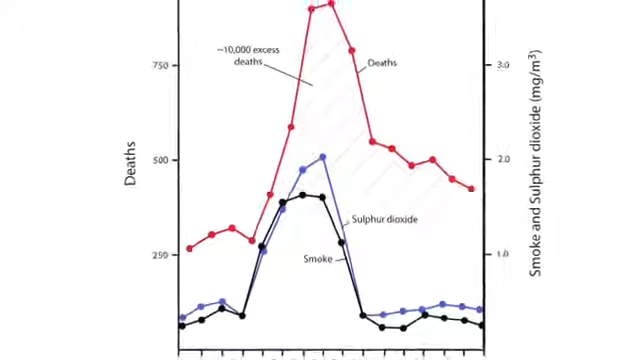 ~10,000 excess
deaths
Deaths
Sulphur dioxide
Smoke
Deaths
750
500
250
3.0
2.0
1.0
Smoke and Sulphur dioxide (mg/m³)